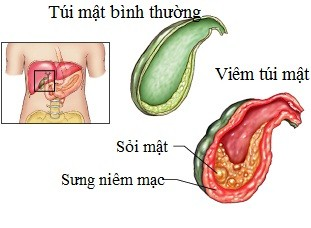 Túi mật bình thường
Viêm túi mật
Sỏi mật
Sưng niêm mạc